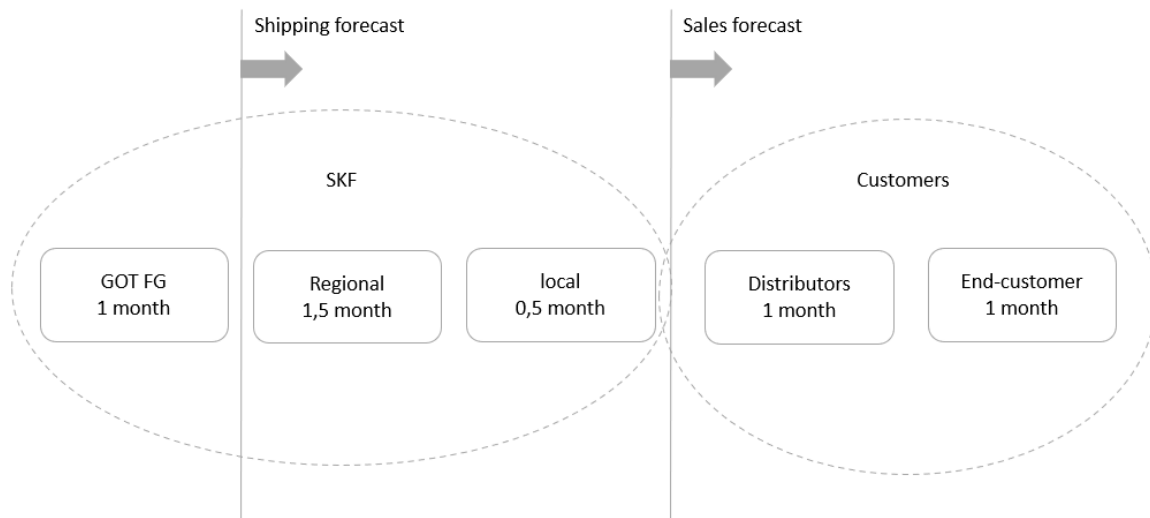 Shipping forecast
Sales forecast
SKF
Customers
GOT FG
1 month
Regional
1,5 month
local
0,5 month
Distributors
1 month
End-customer
1 month